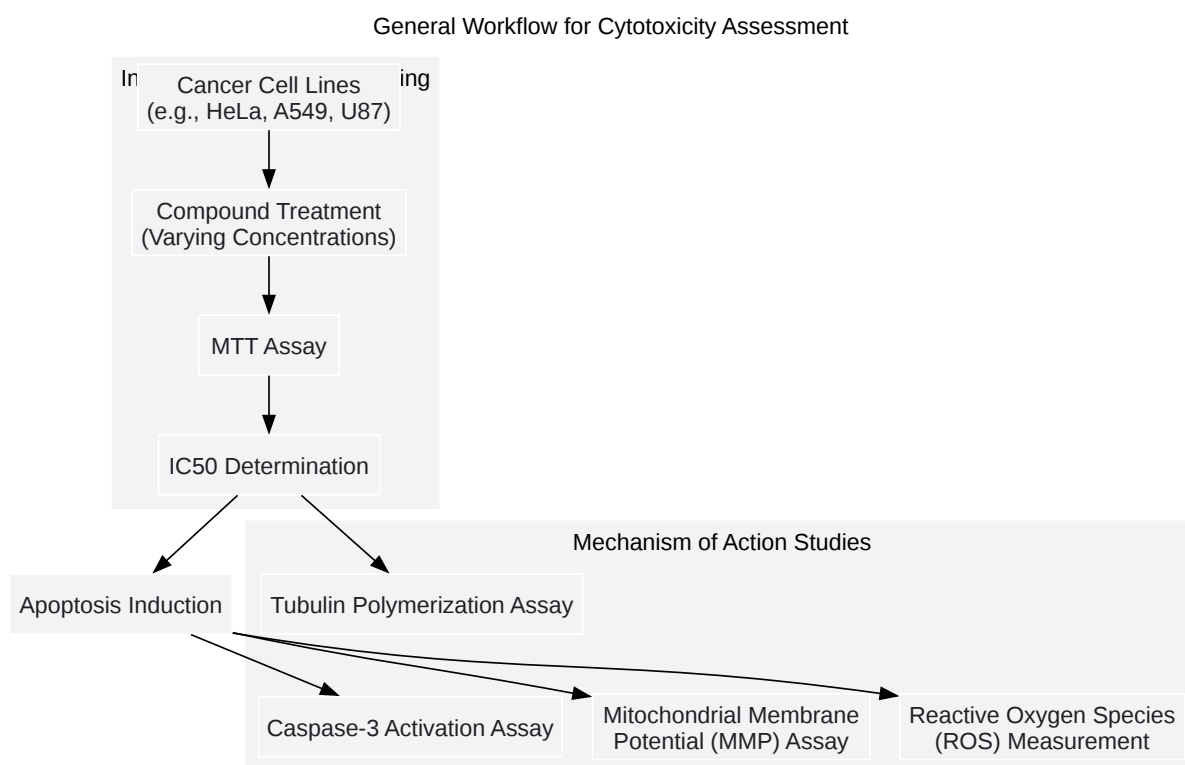 General Workflow for Cytotoxicity Assessment
Cancer Cell Lines
(e.g., HeLa, A549, U87)
Compound Treatment
(Varying Concentrations)
MTT Assay
IC50 Determination
Mechanism of Action Studies
Apoptosis Induction
Tubulin Polymerization Assay
Caspase-3 Activation Assay
Mitochondrial Membrane
Potential (MMP) Assay
Reactive Oxygen Species
(ROS) Measurement